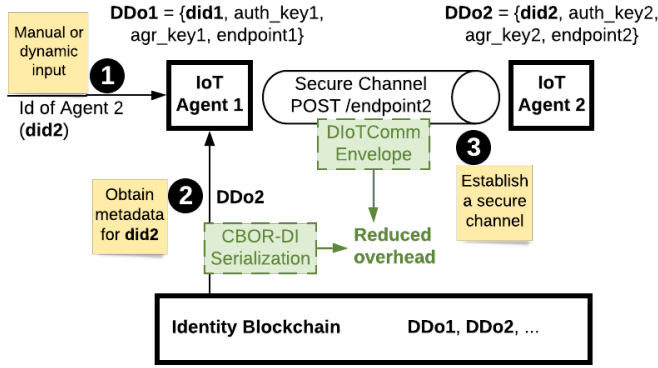 Manual or
dynamic
input
1
Id of Agent 2
(did2)
DDo1 = {did1, auth_key1,
agr_key1, endpoint1}
DDo2 = {did2, auth_key2,
agr_key2, endpoint2}
IoT
Agent 1
Secure Channel
POST /endpoint2
IoT
Agent 2
DIoTComm
Envelope
3
Establish
a secure
channel
2
Obtain
metadata
for did2
DDo2
CBOR-DI
Serialization
Reduced
overhead
Identity Blockchain
DDo1, DDo2, ...